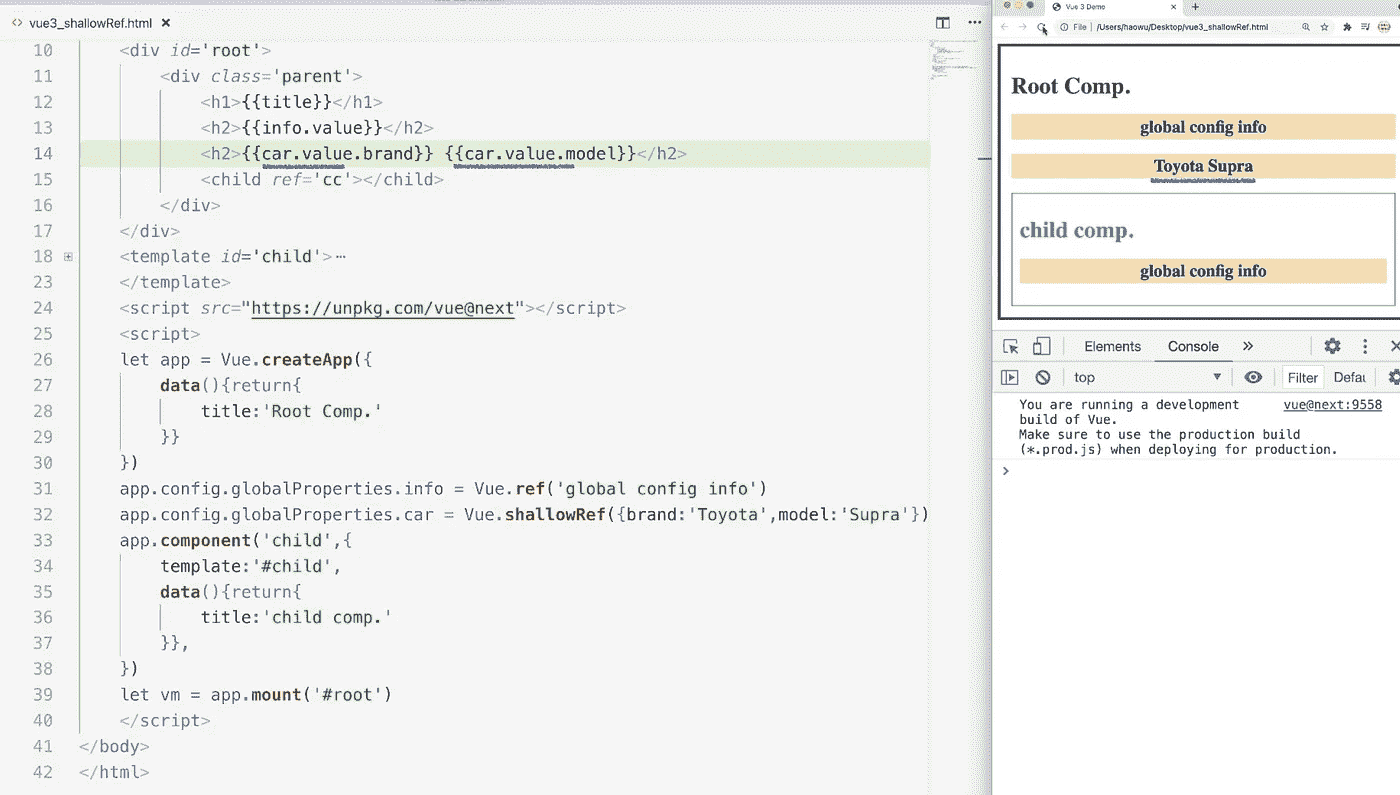 vue3_shallowRef.html
10 <div id='root'>
11 <div class='parent'>
12 <h1>{{title}}</h1>
13 <h2>{{info.value}}</h2>
14 <h2>{{car.value.brand}} {{car.value.model}}</h2>
15 <child ref='cc'></child>
16 </div>
17 </div>
18 <template id='child'>⋯
23 </template>
24 <script src="https://unpkg.com/vue@next"></script>
25 <script>
26 let app = Vue.createApp({
27 data(){return{
28 title:'Root Comp.'
29 }}
30 })
31 app.config.globalProperties.info = Vue.ref('global config info')
32 app.config.globalProperties.car = Vue.shallowRef({brand:'Toyota',model:'Supra'})
33 app.component('child',{
34 template:'#child',
35 data(){return{
36 title:'child comp.'
37 }},
38 })
39 let vm = app.mount('#root')
40 </script>
41 </body>
42 </html>
Vue 3 Demo
File | /Users/haowu/Desktop/vue3_shallowRef.html
Root Comp.
global config info
Toyota Supra
child comp.
global config info
Elements Console
top Filter Defau
You are running a development vue@next:9558
build of Vue.
Make sure to use the production build
(*.prod.js) when deploying for production.